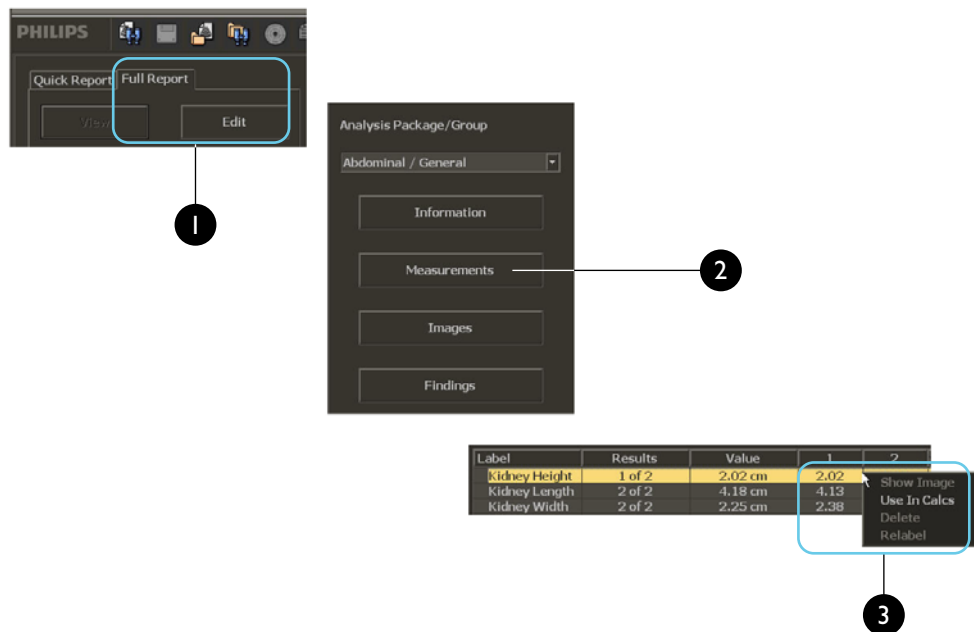 PHILIPS
Quick Report Full Report
View Edit
1
Analysis Package/Group
Abdominal / General
Information
Measurements
2
Images
Findings
Label Results Value 1 2
Kidney Height 1 of 2 2.02 cm 2.02
Kidney Length 2 of 2 4.18 cm 4.13
Kidney Width 2 of 2 2.25 cm 2.38
Show Image
Use In Calcs
Delete
Relabel
3